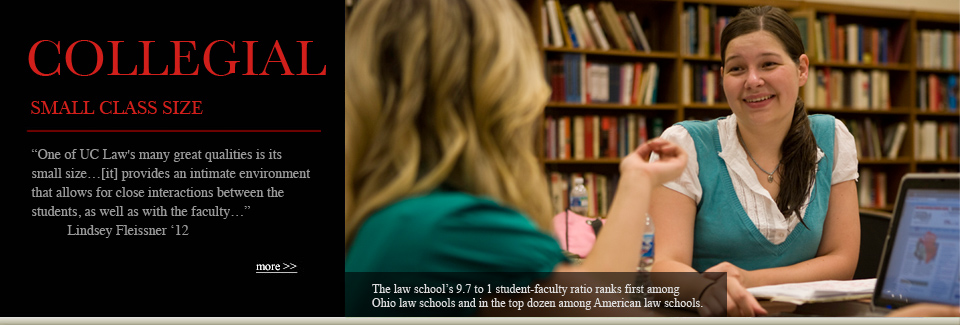 COLLEGIAL
SMALL CLASS SIZE
“One of UC Law's many great qualities is its
small size…[it] provides an intimate environment
that allows for close interactions between the
students, as well as with the faculty…”
Lindsey Fleissner ‘12
more >>
The law school’s 9.7 to 1 student-faculty ratio ranks first among
Ohio law schools and in the top dozen among American law schools.